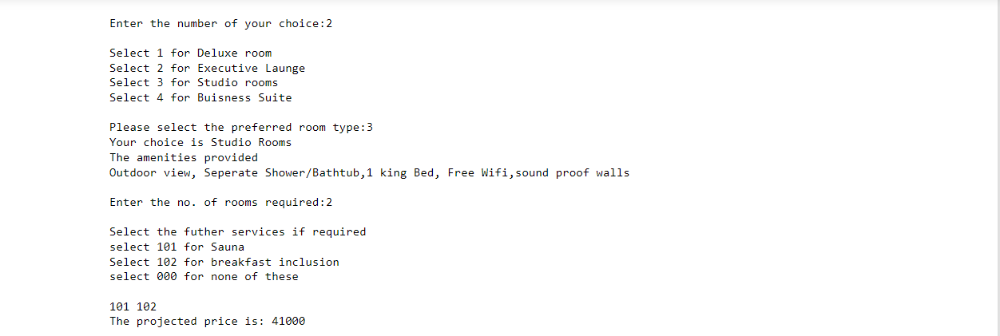 Enter the number of your choice:2
Select 1 for Deluxe room
Select 2 for Executive Launge
Select 3 for Studio rooms
Select 4 for Buisness Suite
Please select the preferred room type:3
Your choice is Studio Rooms
The amenities provided
Outdoor view, Seperate Shower/Bathtub,1 king Bed, Free Wifi,sound proof walls
Enter the no. of rooms required:2
Select the futher services if required
select 101 for Sauna
Select 102 for breakfast inclusion
select 000 for none of these
101 102
The projected price is: 41000